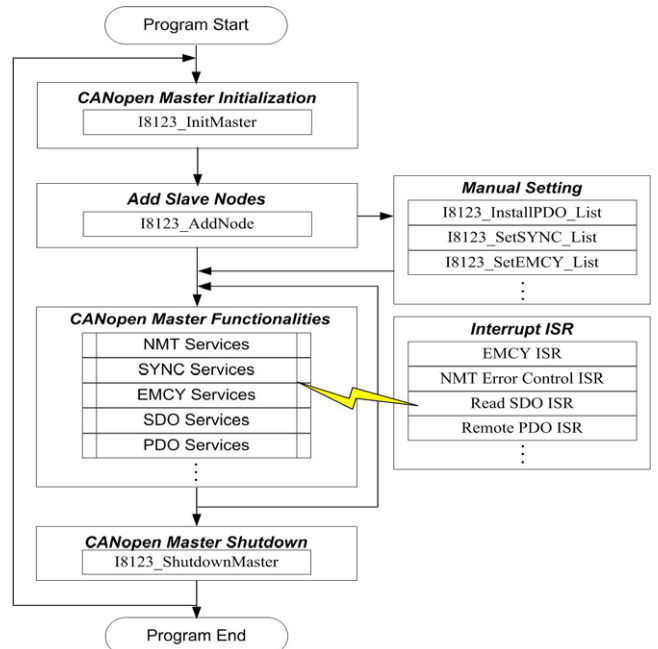 Program Start
CANopen Master Initialization
I8123_InitMaster
Add Slave Nodes
I8123_AddNode
Manual Setting
I8123_InstallPDO_List
I8123_SetSYNC_List
I8123_SetEMCY_List
⋮
CANopen Master Functionalities
NMT Services
SYNC Services
EMCY Services
SDO Services
PDO Services
⋮
Interrupt ISR
EMCY ISR
NMT Error Control ISR
Read SDO ISR
Remote PDO ISR
CANopen Master Shutdown
I8123_ShutdownMaster
Program End